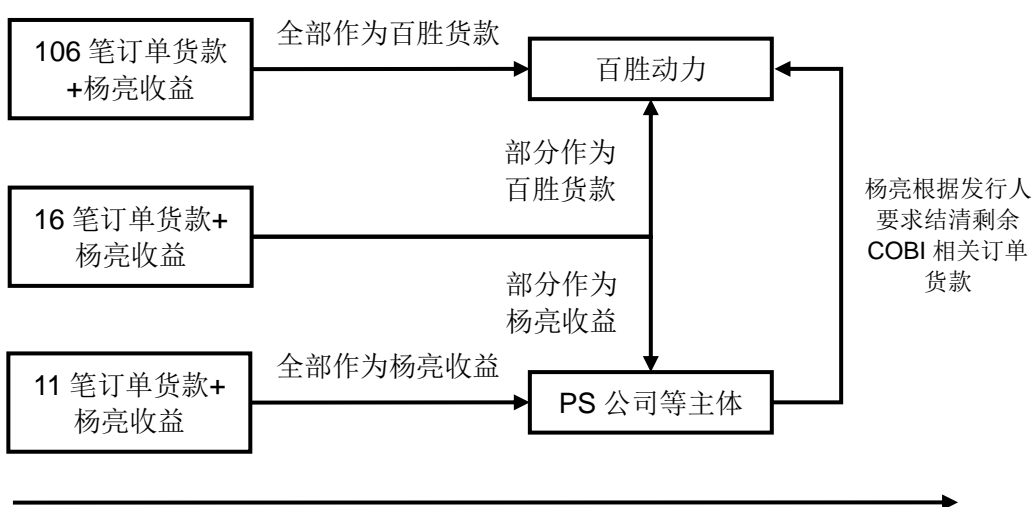 106 笔订单货款
+杨亮收益
全部作为百胜货款
百胜动力
部分作为
百胜货款
16 笔订单货款+
杨亮收益
部分作为
杨亮收益
杨亮根据发行人
要求结清剩余
COBI 相关订单
货款
11 笔订单货款+
杨亮收益
全部作为杨亮收益
PS 公司等主体